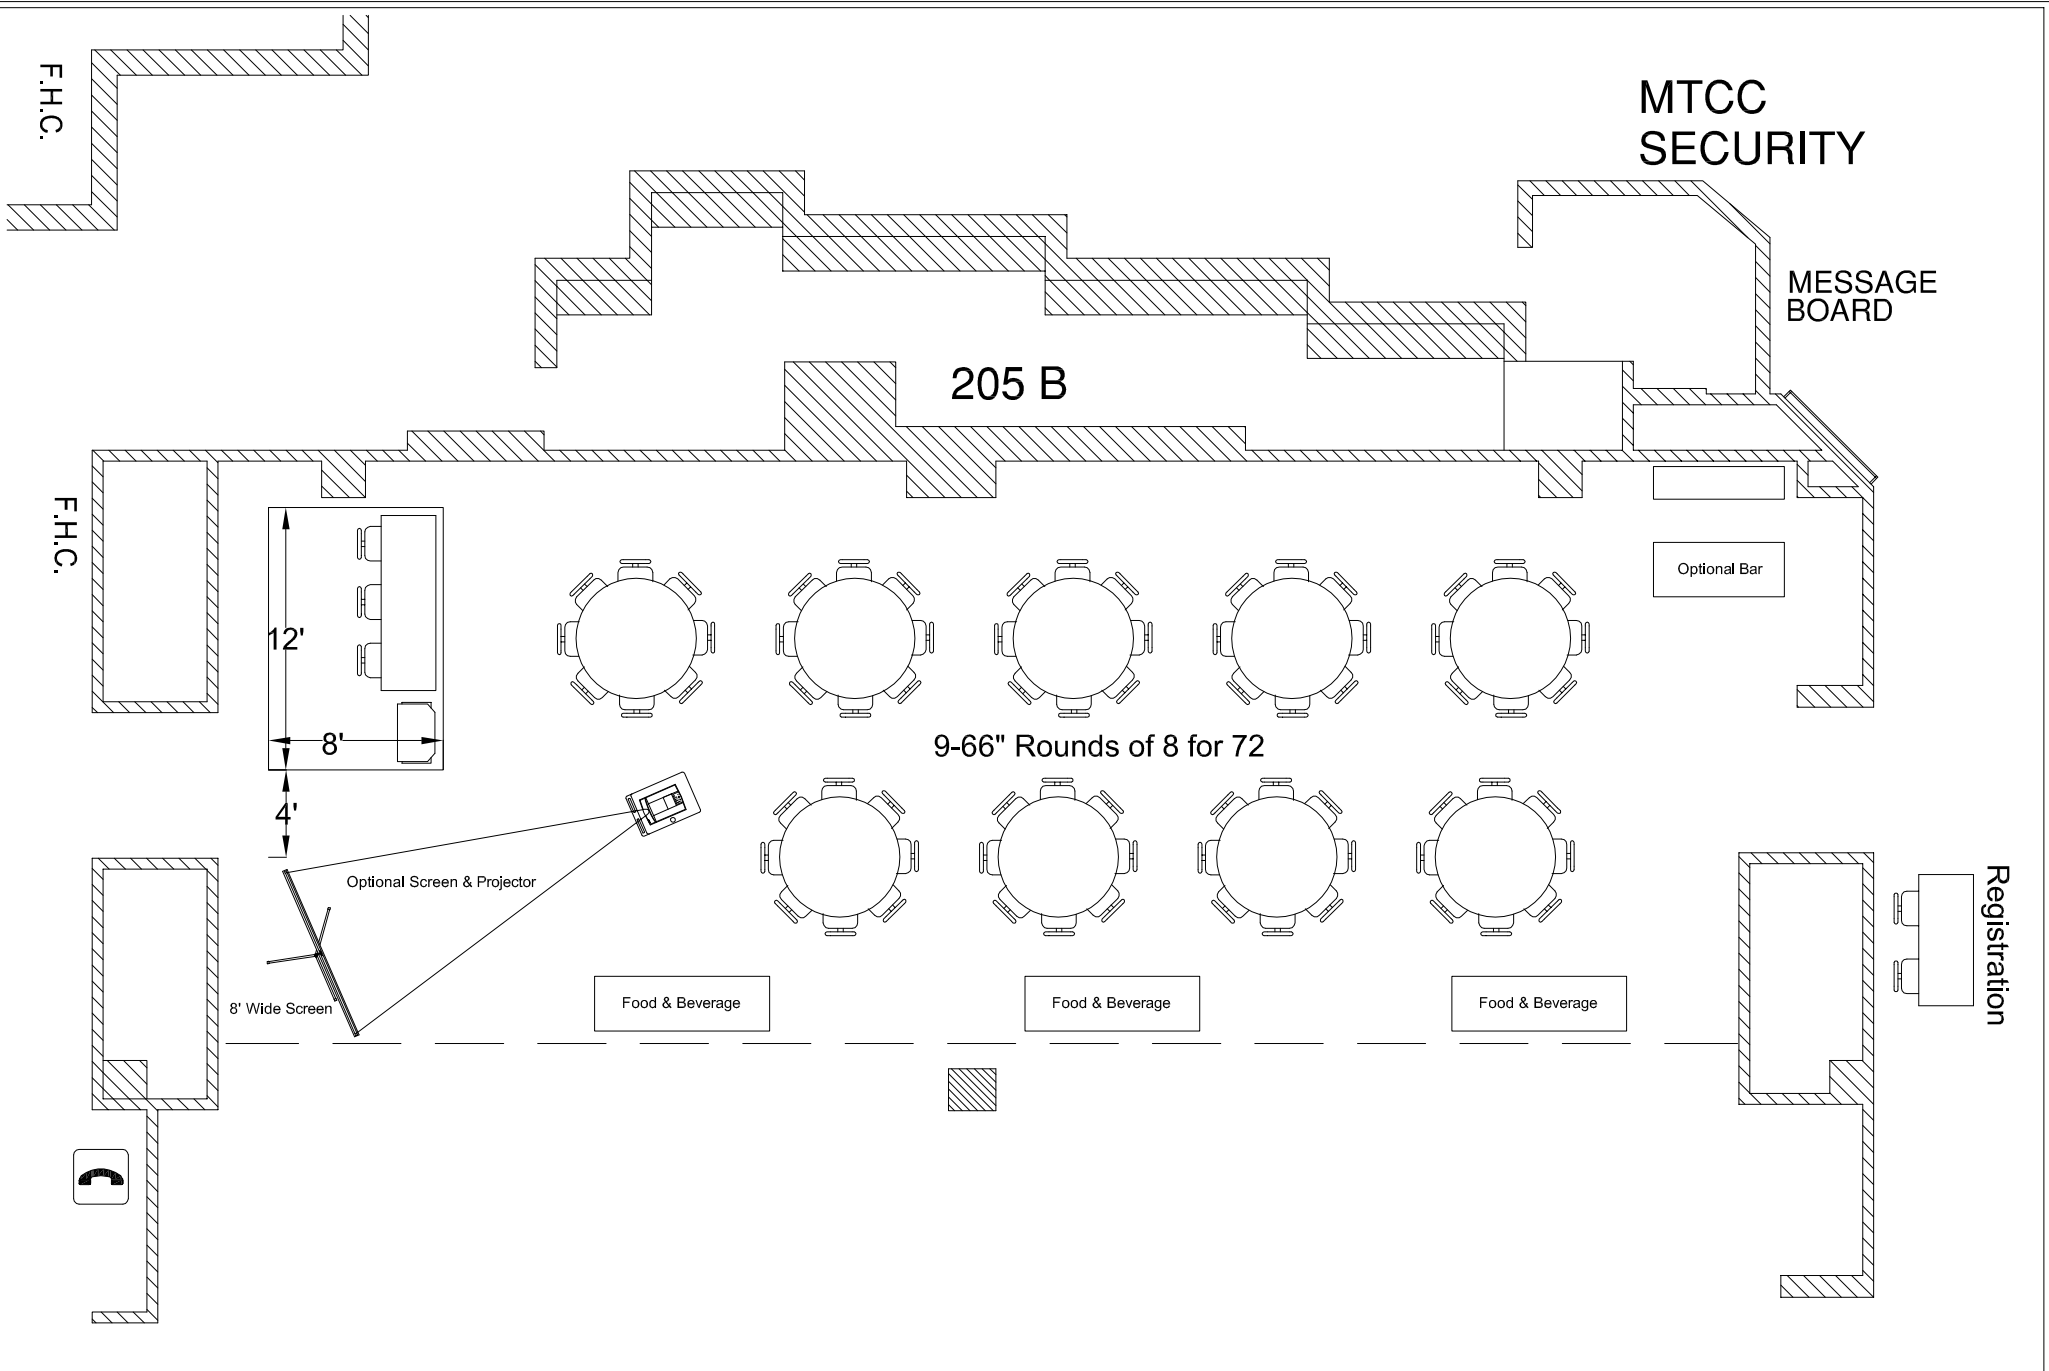 F.H.C.
MTCC
SECURITY
MESSAGE
BOARD
205 B
F.H.C.
Optional Bar
12'
8'
9-66" Rounds of 8 for 72
4'
Optional Screen & Projector
Registration
8' Wide Screen
Food & Beverage
Food & Beverage
Food & Beverage